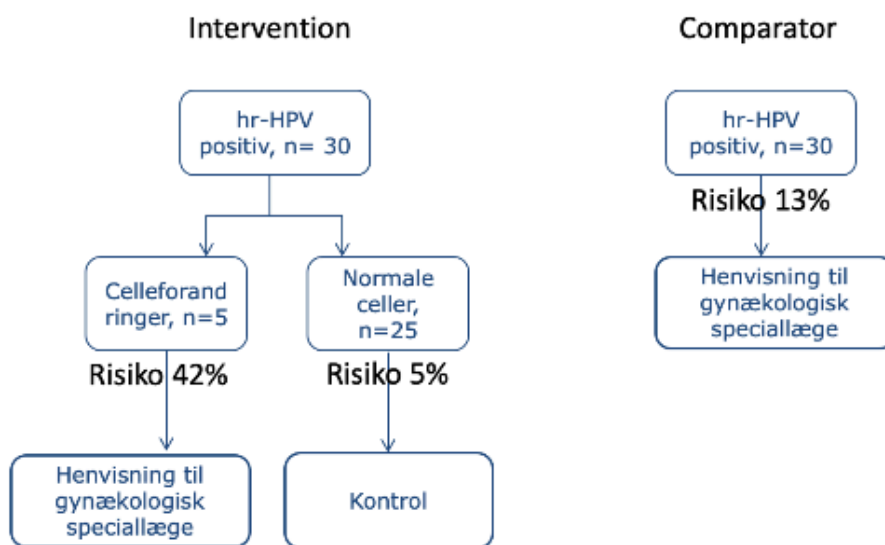 Intervention
Comparator
hr-HPV
positiv, n= 30
hr-HPV
positiv, n=30
Risiko 13%
Celleforand
ringer, n=5
Normale
celler,
n=25
Henvisning til
gynækologisk
speciallæge
Risiko 42%
Risiko 5%
Henvisning til
gynækologisk
speciallæge
Kontrol